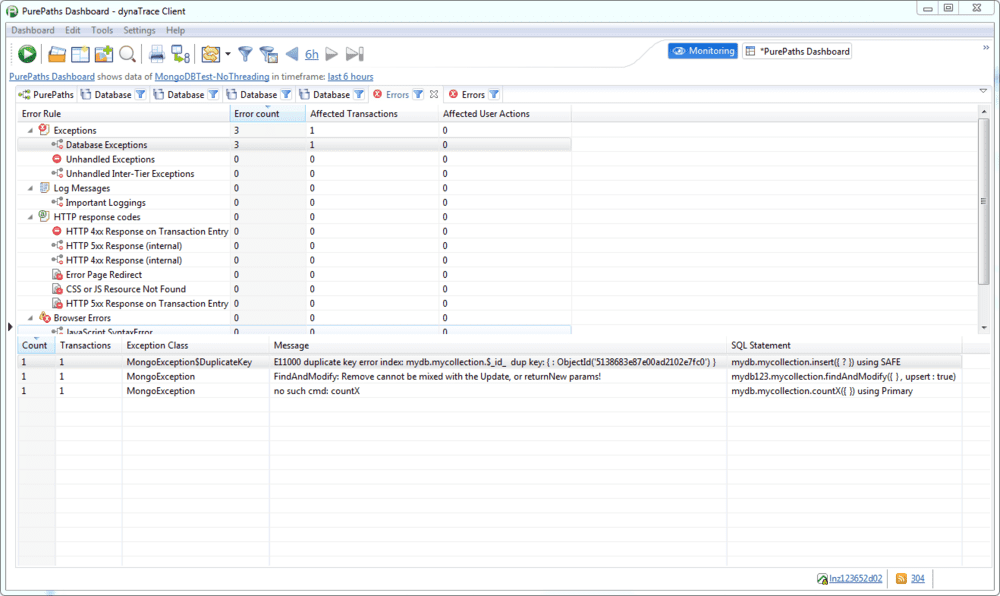 PurePaths Dashboard - dynaTrace Client
Dashboard Edit Tools Settings Help
6h Monitoring *PurePaths Dashboard »
PurePaths Dashboard shows data of MongoDBTest-NoThreading in timeframe: last 6 hours
PurePaths Database Database Database Database Errors Errors
Error Rule Error count Affected Transactions Affected User Actions
Exceptions 3 1 0
Database Exceptions 3 1 0
Unhandled Exceptions 0 0 0
Unhandled Inter-Tier Exceptions 0 0 0
Log Messages 0 0 0
Important Loggings 0 0 0
HTTP response codes 0 0 0
HTTP 4xx Response on Transaction Entry 0 0 0
HTTP 5xx Response (internal) 0 0 0
HTTP 4xx Response (internal) 0 0 0
Error Page Redirect 0 0 0
CSS or JS Resource Not Found 0 0 0
HTTP 5xx Response on Transaction Entry 0 0 0
Browser Errors 0 0 0
JavaScript SyntaxError 0 0 0
Count Transactions Exception Class Message SQL Statement
1 1 MongoException$DuplicateKey E11000 duplicate key error index: mydb.mycollection.$_id_ dup key: { : ObjectId('5138683e87e00ad2102e7fc0') } mydb.mycollection.insert({ ? }) using SAFE
1 1 MongoException FindAndModify: Remove cannot be mixed with the Update, or returnNew params! mydb123.mycollection.findAndModify({ } , upsert : true)
1 1 MongoException no such cmd: countX mydb.mycollection.countX({ }) using Primary
lnz123652d02 304